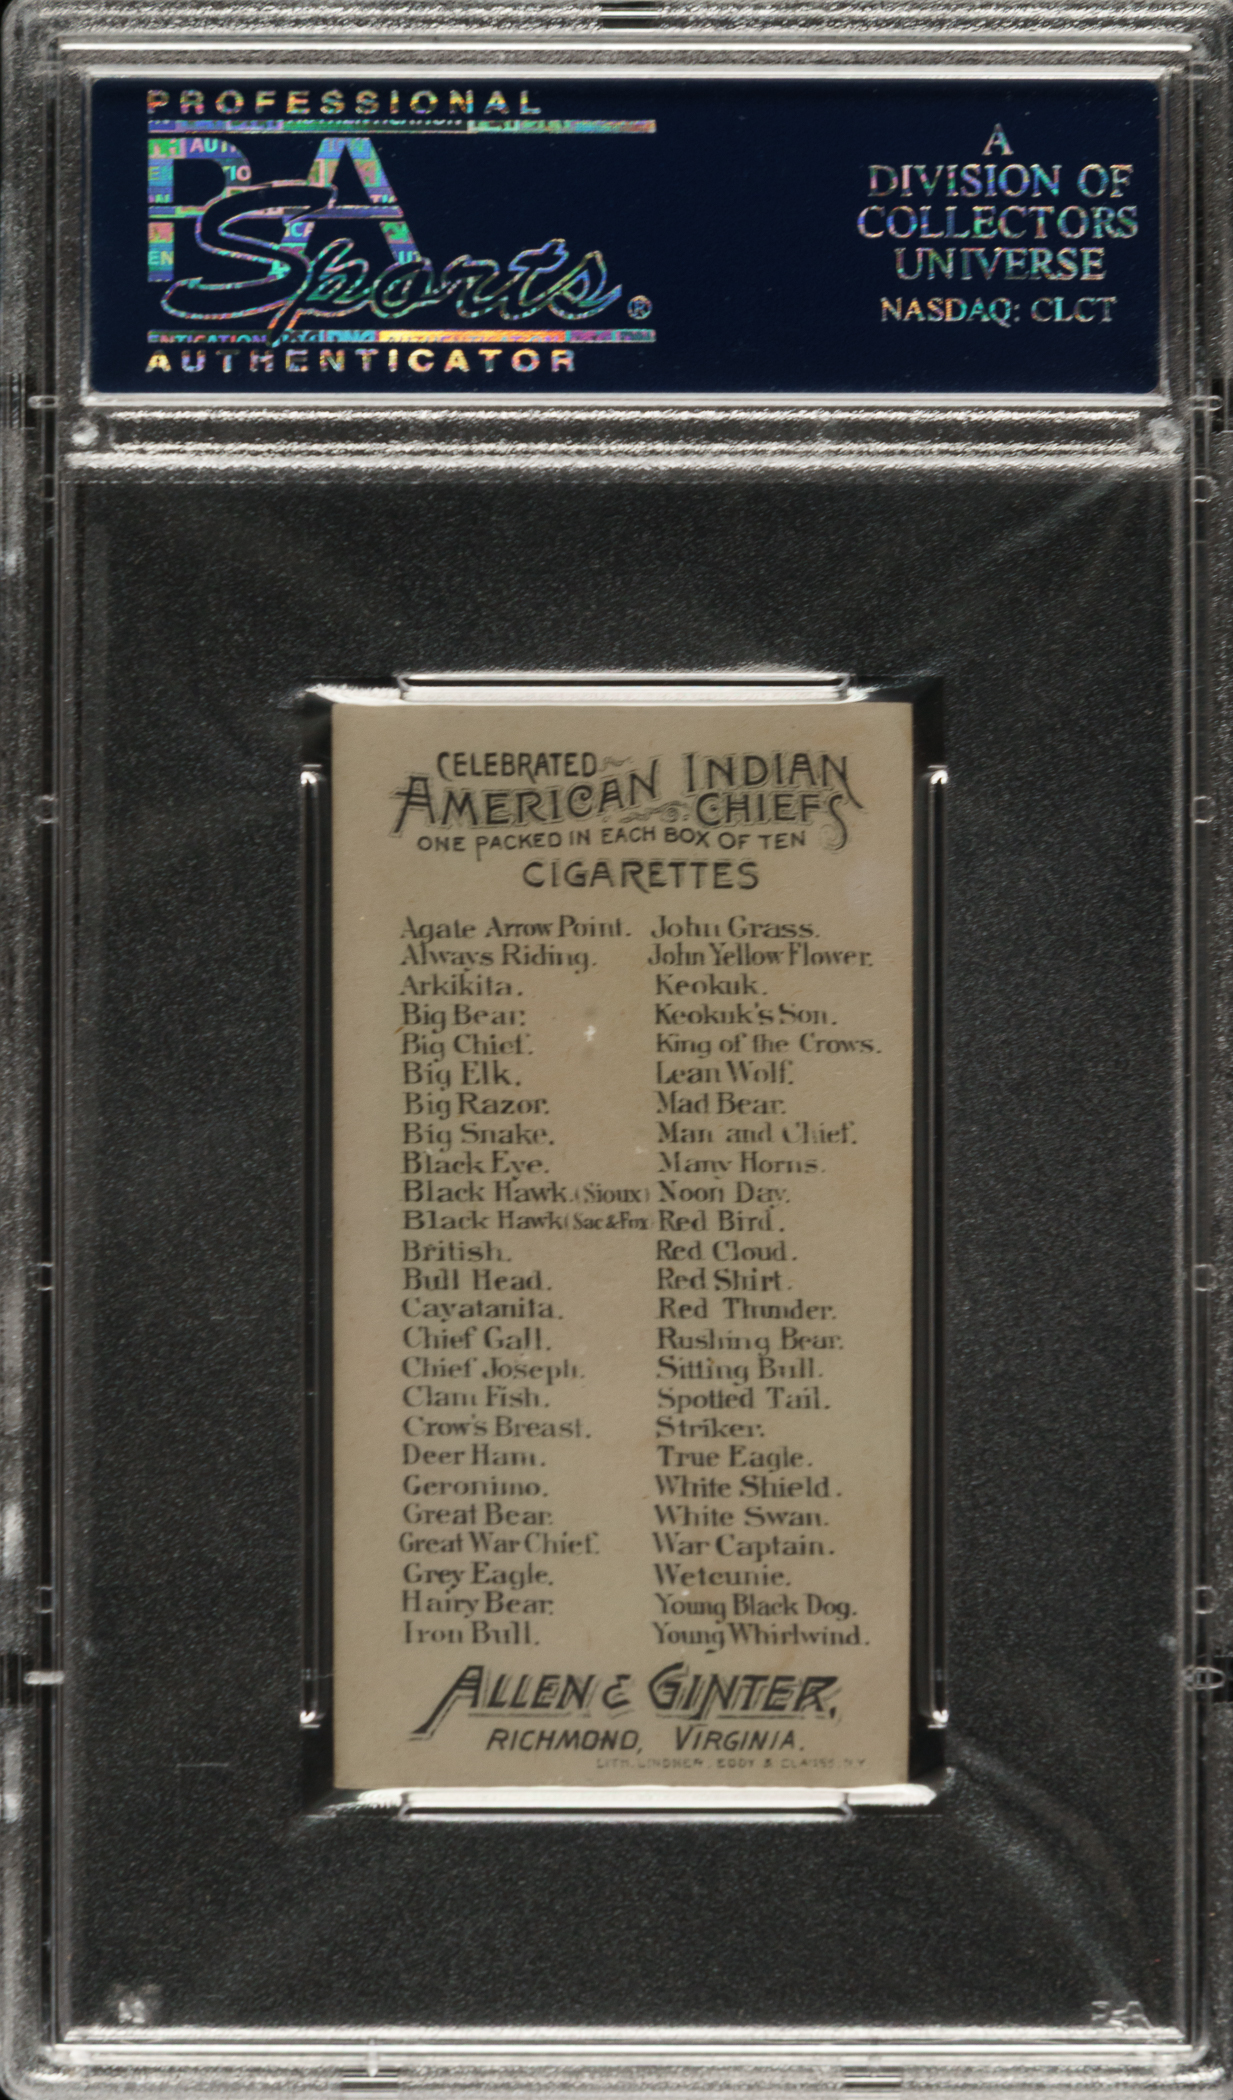 PROFESSIONAL
PSA
Sports®
AUTHENTICATOR
A
DIVISION OF
COLLECTORS
UNIVERSE
NASDAQ: CLCT
CELEBRATED
AMERICAN INDIAN
CHIEFS
ONE PACKED IN EACH BOX OF TEN
CIGARETTES
Agate Arrow Point.
Always Riding.
Arkikita.
Big Bear.
Big Chief.
Big Elk.
Big Razor.
Big Snake.
Black Eye.
Black Hawk.(Sioux)
Black Hawk(Sac&Fox
British.
Bull Head.
Cayatanita.
Chief Gall.
Chief Joseph.
Clam Fish.
Crow's Breast.
Deer Ham.
Geronimo.
Great Bear.
Great War Chief.
Grey Eagle.
Hairy Bear.
Iron Bull.
John Grass.
John Yellow Flower.
Keokuk.
Keokuk's Son.
King of the Crows.
Lean Wolf.
Mad Bear.
Man and Chief.
Many Horns.
Noon Day.
Red Bird.
Red Cloud.
Red Shirt.
Red Thunder.
Rushing Bear.
Sitting Bull.
Spotted Tail.
Striker.
True Eagle.
White Shield.
White Swan.
War Captain.
Wetcunie.
Young Black Dog.
Young Whirlwind.
ALLEN & GINTER,
RICHMOND, VIRGINIA.
LITH. LINDNER, EDDY & CLAUSS, N.Y
PSA